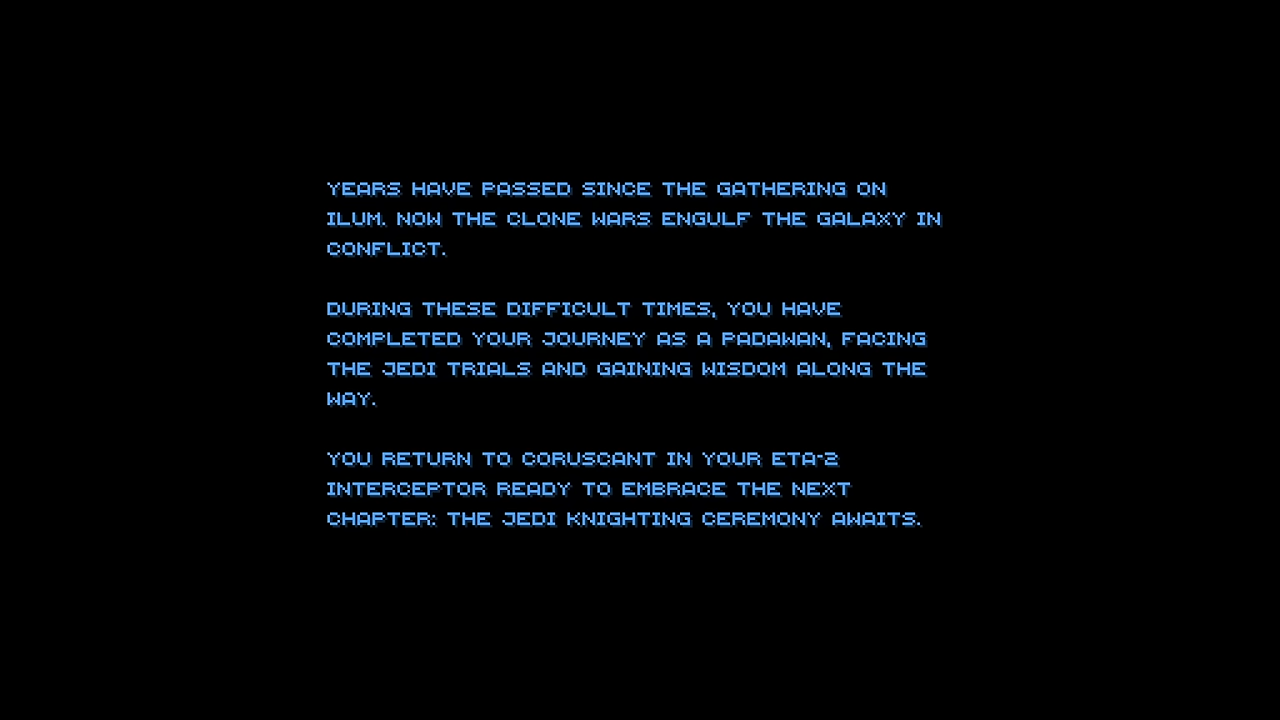 YEARS HAVE PASSED SINCE THE GATHERING ON
ILUM. NOW THE CLONE WARS ENGULF THE GALAXY IN
CONFLICT.
DURING THESE DIFFICULT TIMES, YOU HAVE
COMPLETED YOUR JOURNEY AS A PADAWAN, FACING
THE JEDI TRIALS AND GAINING WISDOM ALONG THE
WAY.
YOU RETURN TO CORUSCANT IN YOUR ETA-2
INTERCEPTOR READY TO EMBRACE THE NEXT
CHAPTER: THE JEDI KNIGHTING CEREMONY AWAITS.